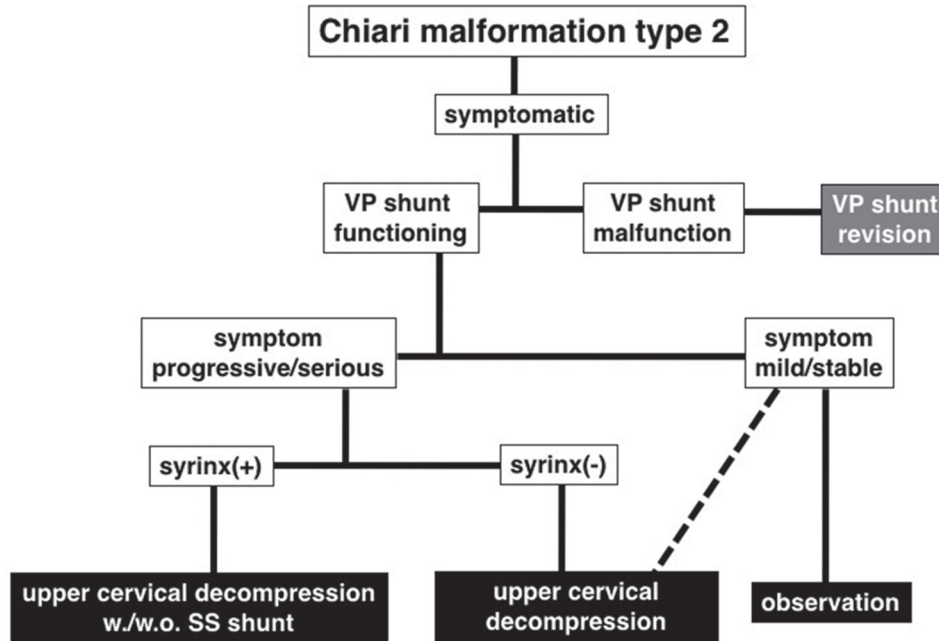 Chiari malformation type 2
symptomatic
VP shunt
functioning
VP shunt
malfunction
VP shunt
revision
symptom
progressive/serious
symptom
mild/stable
syrinx(+)
syrinx(-)
upper cervical decompression
w./w.o. SS shunt
upper cervical
decompression
observation